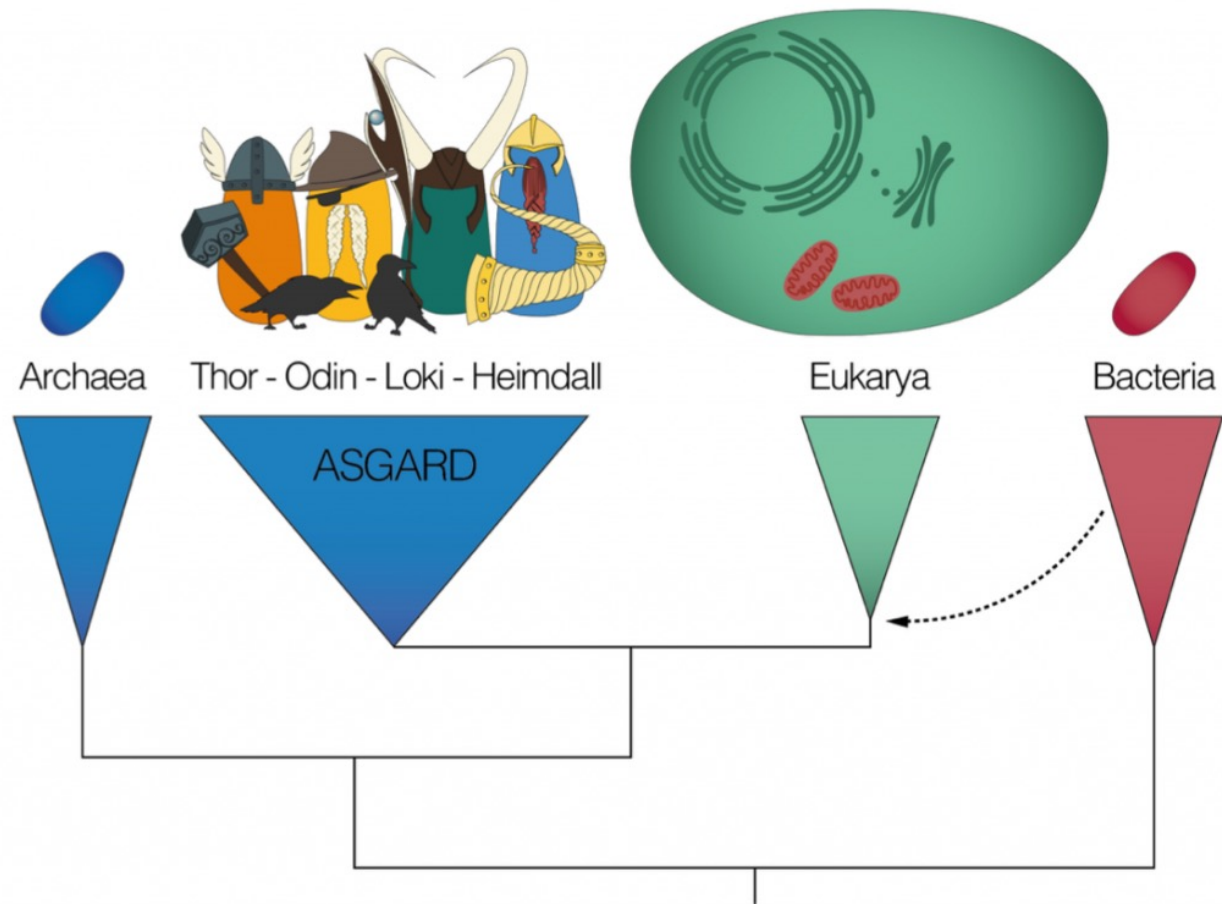 Archaea
Thor - Odin - Loki - Heimdall
Eukarya
Bacteria
ASGARD